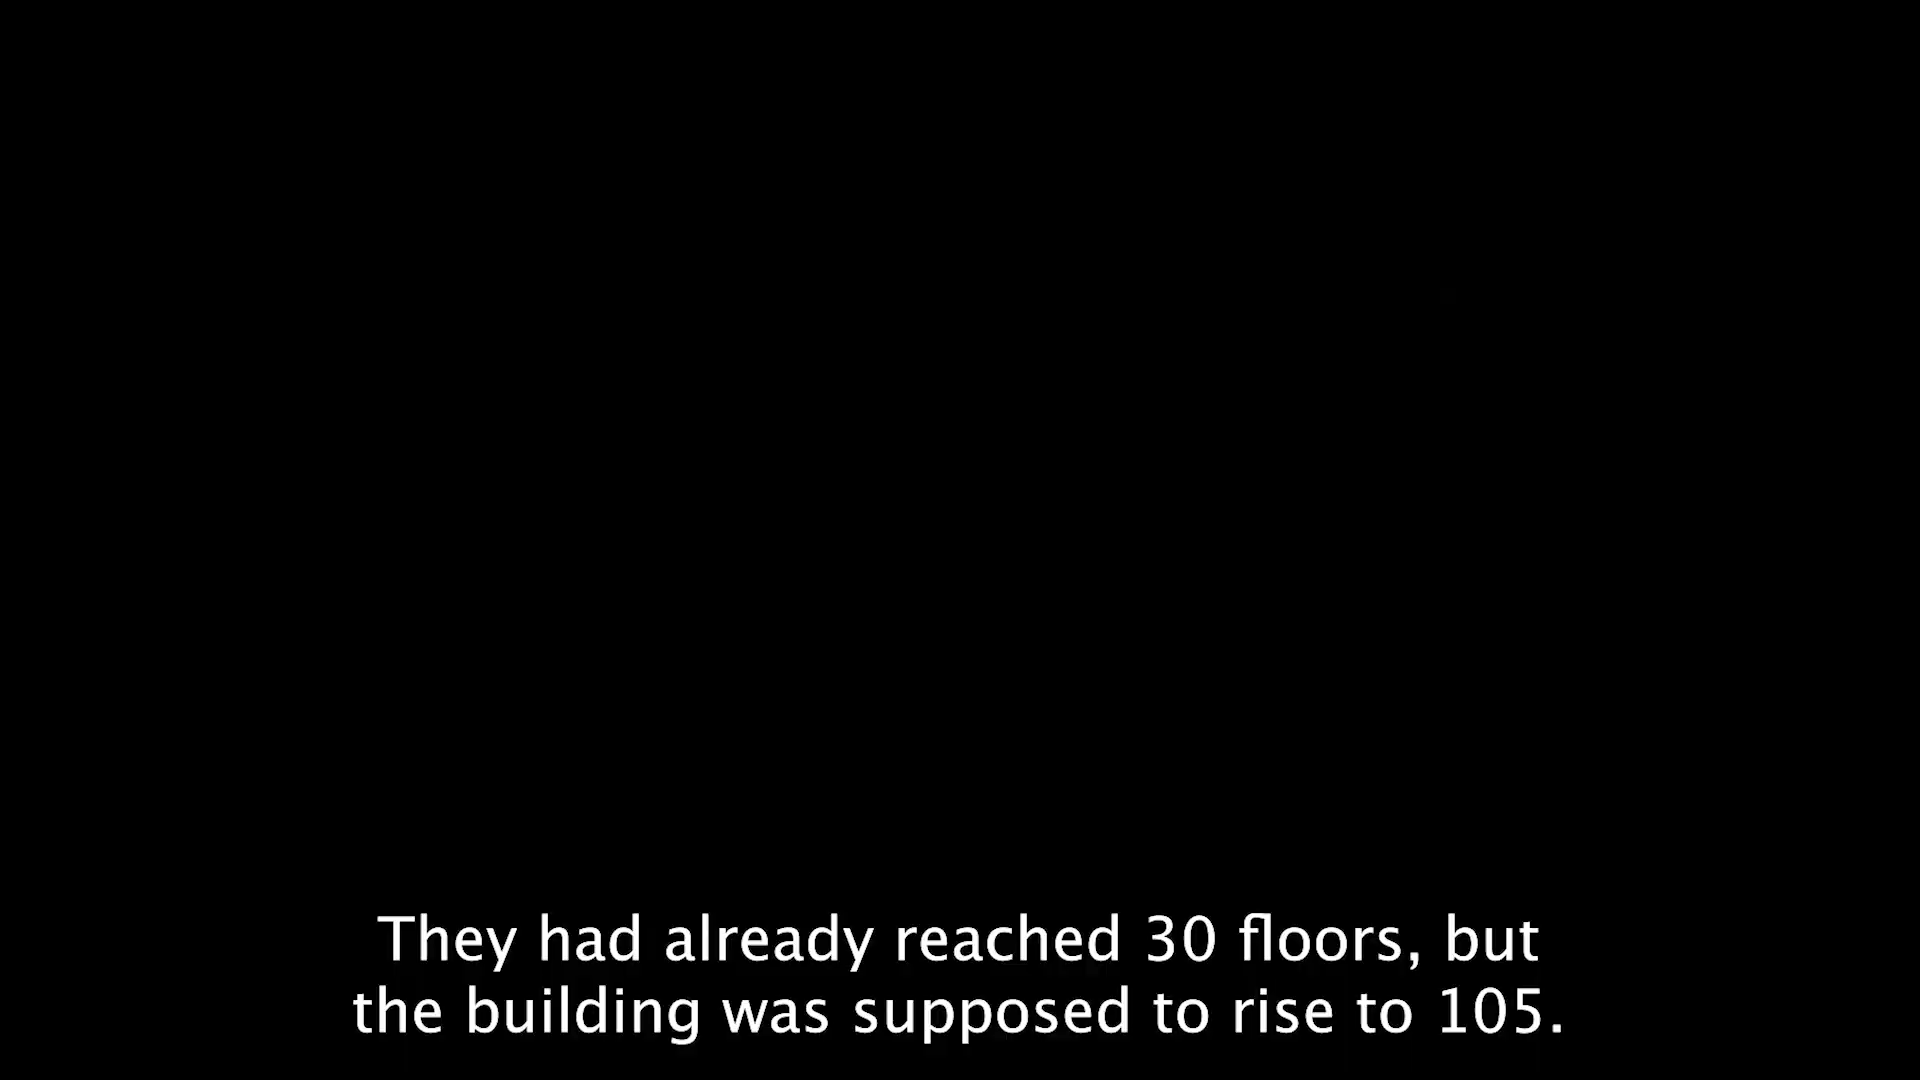 They had already reached 30 floors, but
the building was supposed to rise to 105.